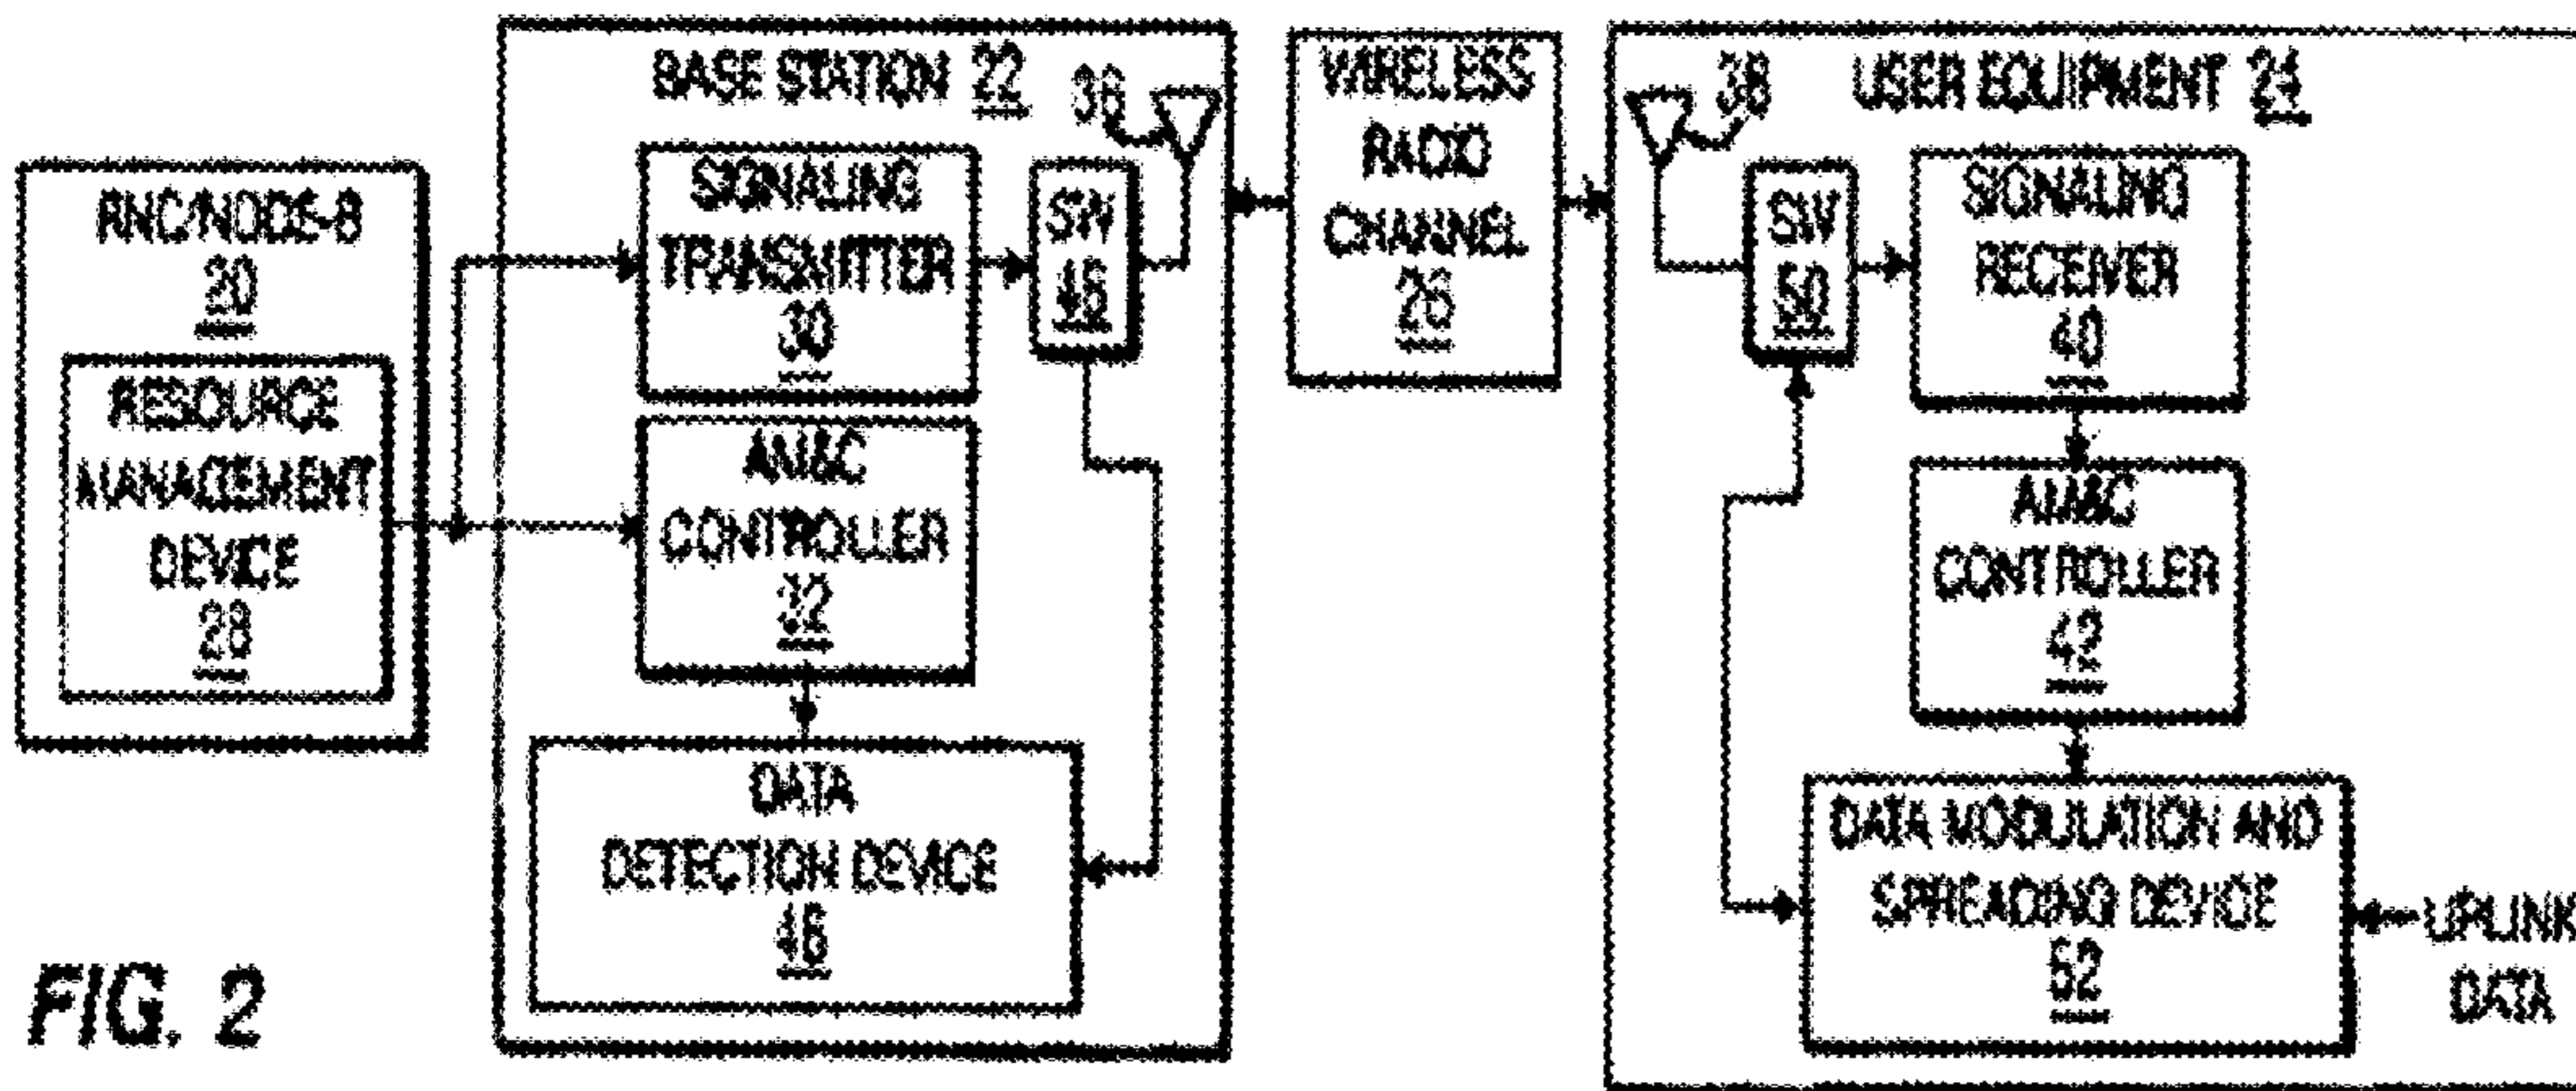 BASE STATION 22
36
WIRELESS
RADIO
CHANNEL
26
38
USER EQUIPMENT 24
RNC/NODE-B
20
RESOURCE
MANAGEMENT
DEVICE
28
SIGNALING
TRANSMITTER
30
SW
AM&C
CONTROLLER
32
DATA
DETECTION DEVICE
SW
50
SIGNALING
RECEIVER
40
AM&C
CONTROLLER
42
DATA MODULATION AND
SPREADING DEVICE
52
UPLINK
DATA
FIG. 2